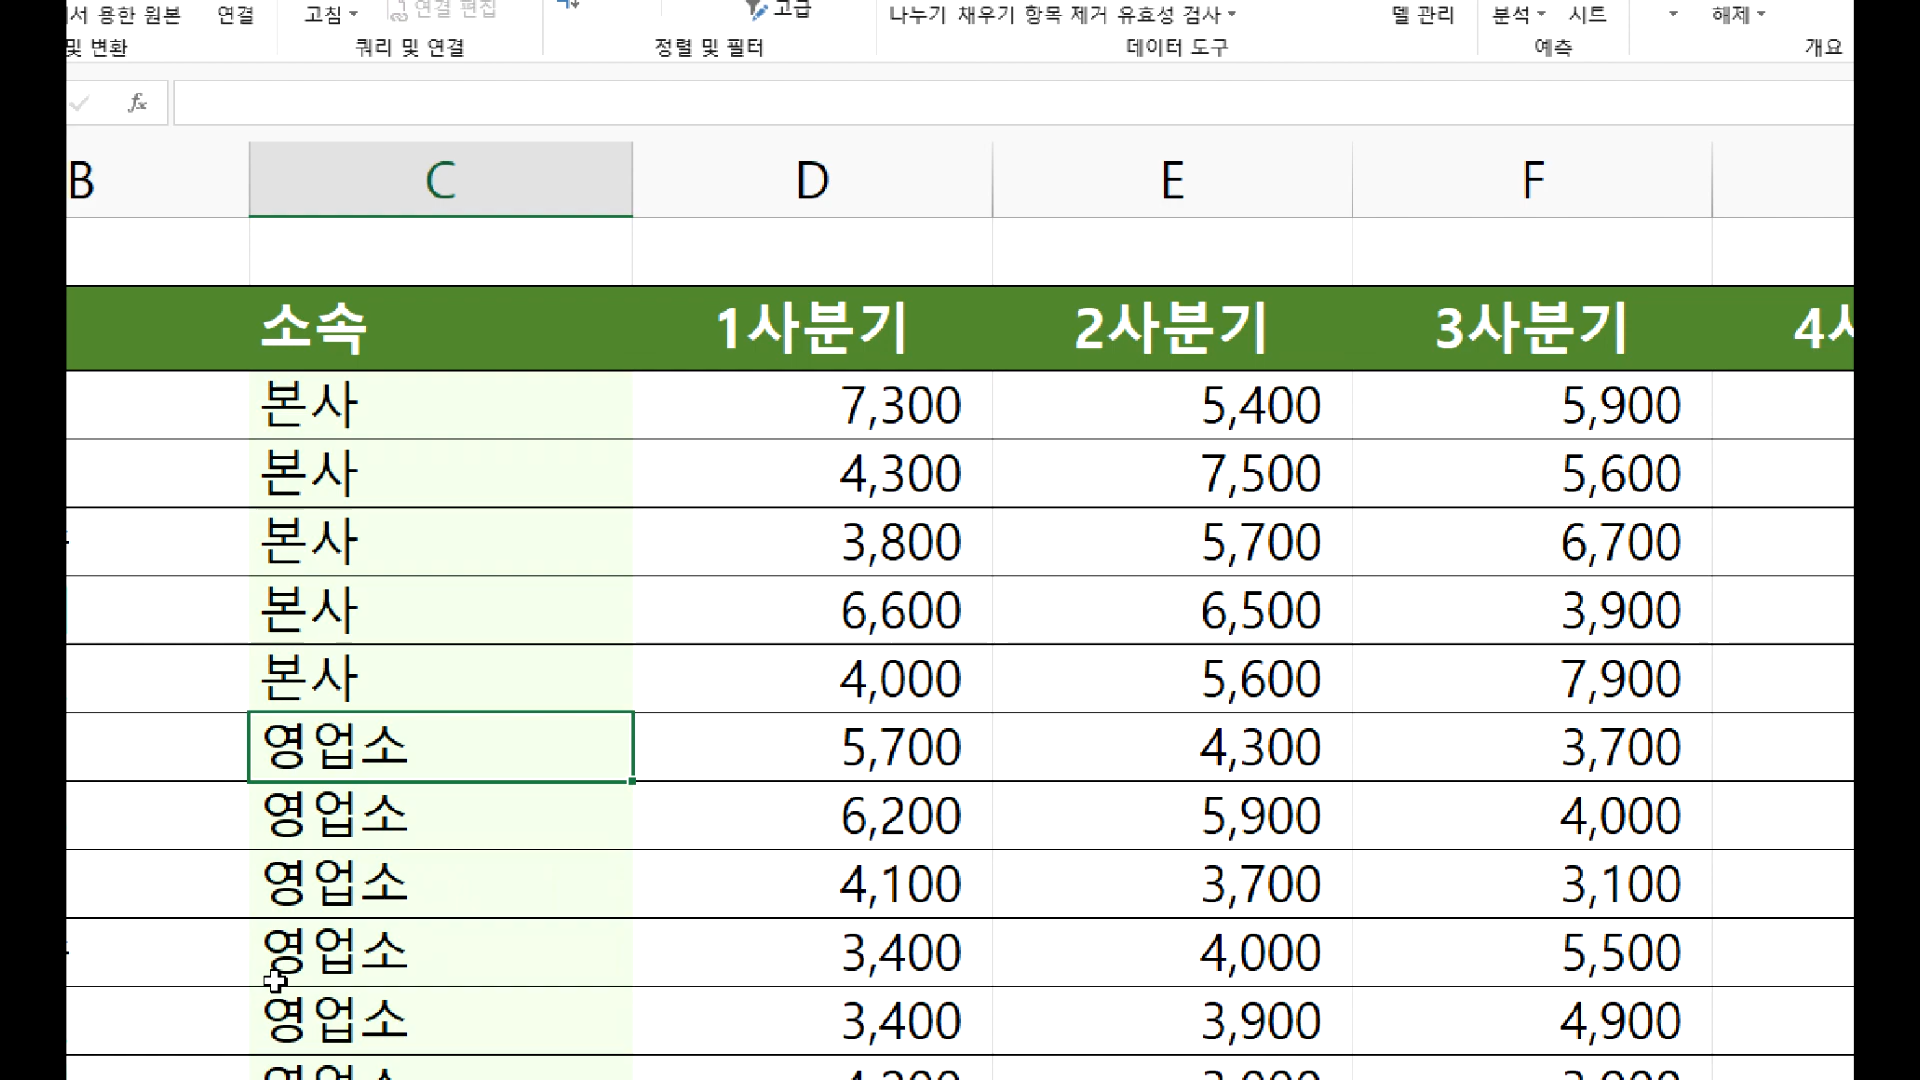 서 용한 원본 연결 고침 연결 편집 고급 나누기 채우기 항목 제거 유효성 검사 델 관리 분석 시트 해제
및 변환 쿼리 및 연결 정렬 및 필터 데이터 도구 예측 개요
fx
B C D E F
소속 1사분기 2사분기 3사분기 4사
본사 7,300 5,400 5,900
본사 4,300 7,500 5,600
본사 3,800 5,700 6,700
본사 6,600 6,500 3,900
본사 4,000 5,600 7,900
영업소 5,700 4,300 3,700
영업소 6,200 5,900 4,000
영업소 4,100 3,700 3,100
영업소 3,400 4,000 5,500
영업소 3,400 3,900 4,900